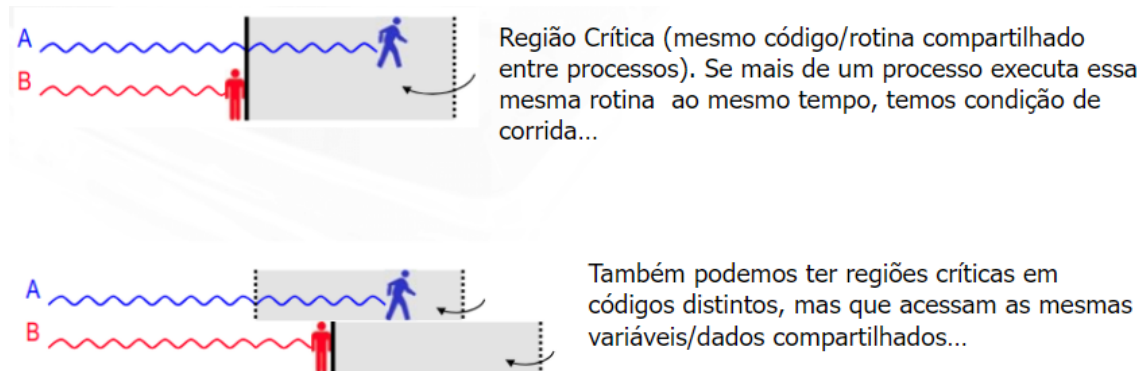 A
B
Região Crítica (mesmo código/rotina compartilhado
entre processos). Se mais de um processo executa essa
mesma rotina ao mesmo tempo, temos condição de
corrida...
A
B
Também podemos ter regiões críticas em
códigos distintos, mas que acessam as mesmas
variáveis/dados compartilhados...